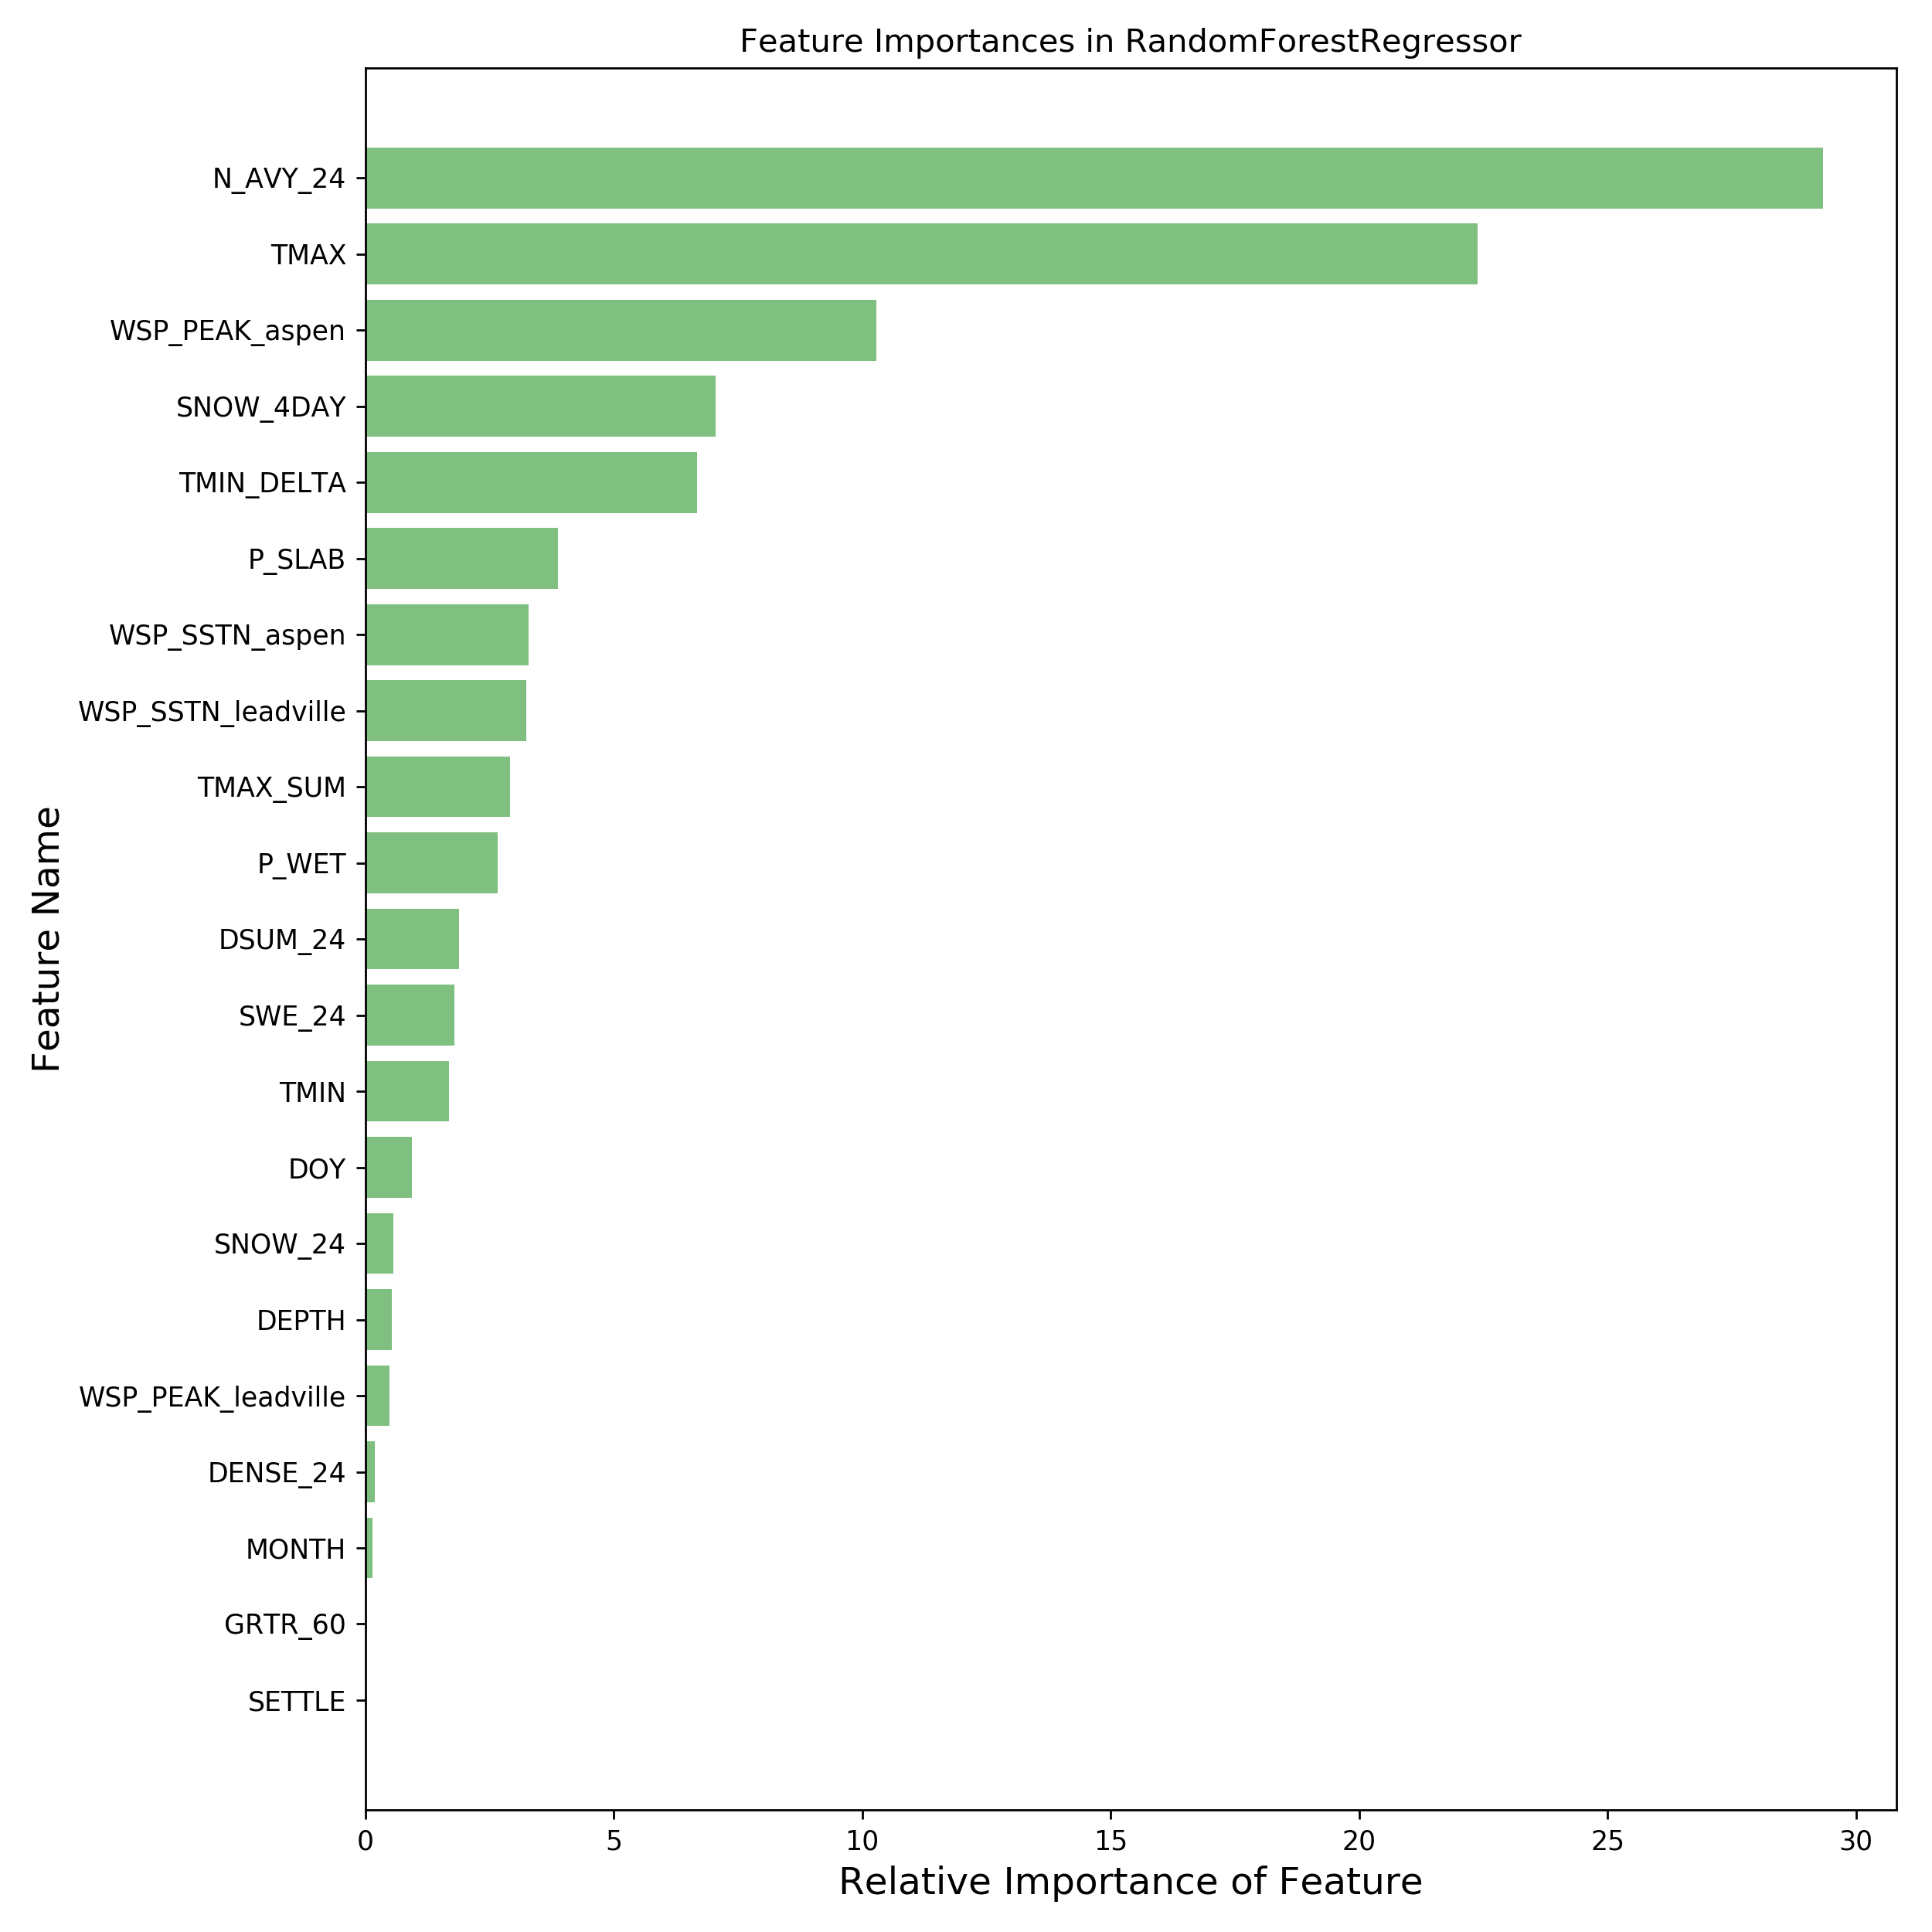 Feature Importances in RandomForestRegressor
Feature Name
N_AVY_24
TMAX
WSP_PEAK_aspen
SNOW_4DAY
TMIN_DELTA
P_SLAB
WSP_SSTN_aspen
WSP_SSTN_leadville
TMAX_SUM
P_WET
DSUM_24
SWE_24
TMIN
DOY
SNOW_24
DEPTH
WSP_PEAK_leadville
DENSE_24
MONTH
GRTR_60
SETTLE
0 5 10 15 20 25 30
Relative Importance of Feature